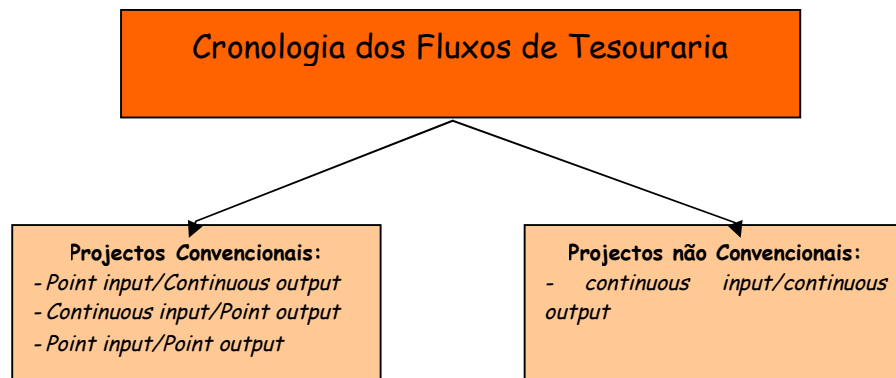 Cronologia dos Fluxos de Tesouraria
Projectos Convencionais:
- Point input/Continuous output
- Continuous input/Point output
- Point input/Point output
Projectos não Convencionais:
- continuous input/continuous
output